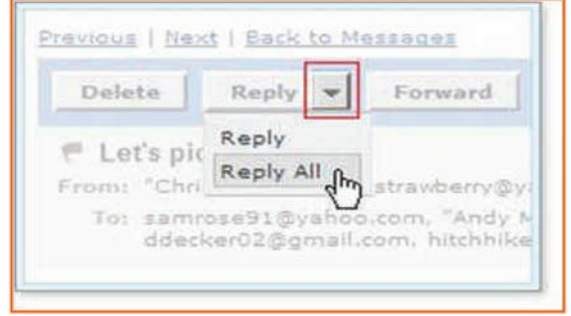 Previous | Next | Back to Messages
Delete Reply Forward
Reply
Reply All
Let's pic
From: "Chri strawberry@y
To: samrose91@yahoo.com, "Andy M
ddecker02@gmail.com, hitchhike